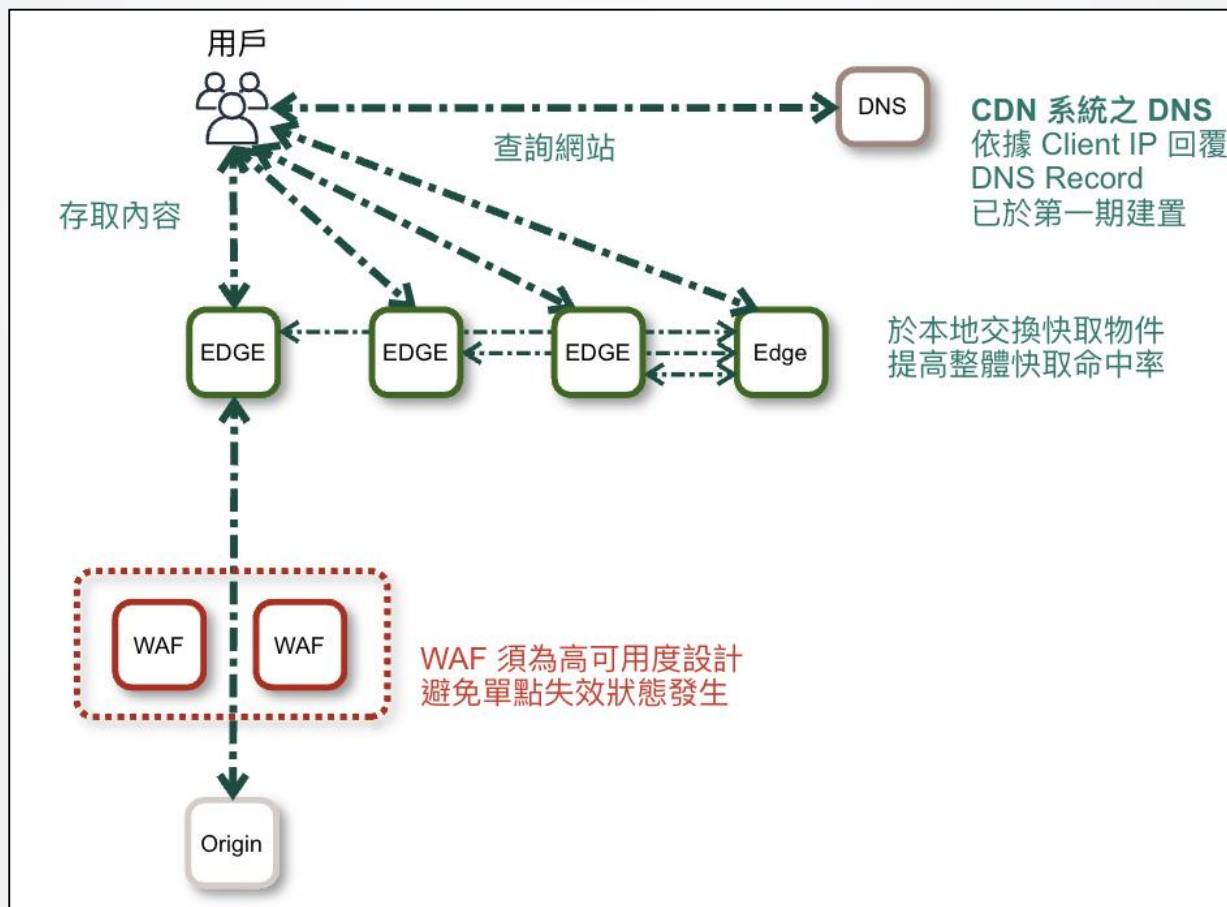 用戶
DNS
CDN 系統之 DNS
依據 Client IP 回覆
DNS Record
已於第一期建置
查詢網站
存取內容
EDGE
EDGE
EDGE
Edge
於本地交換快取物件
提高整體快取命中率
WAF
WAF
WAF 須為高可用度設計
避免單點失效狀態發生
Origin